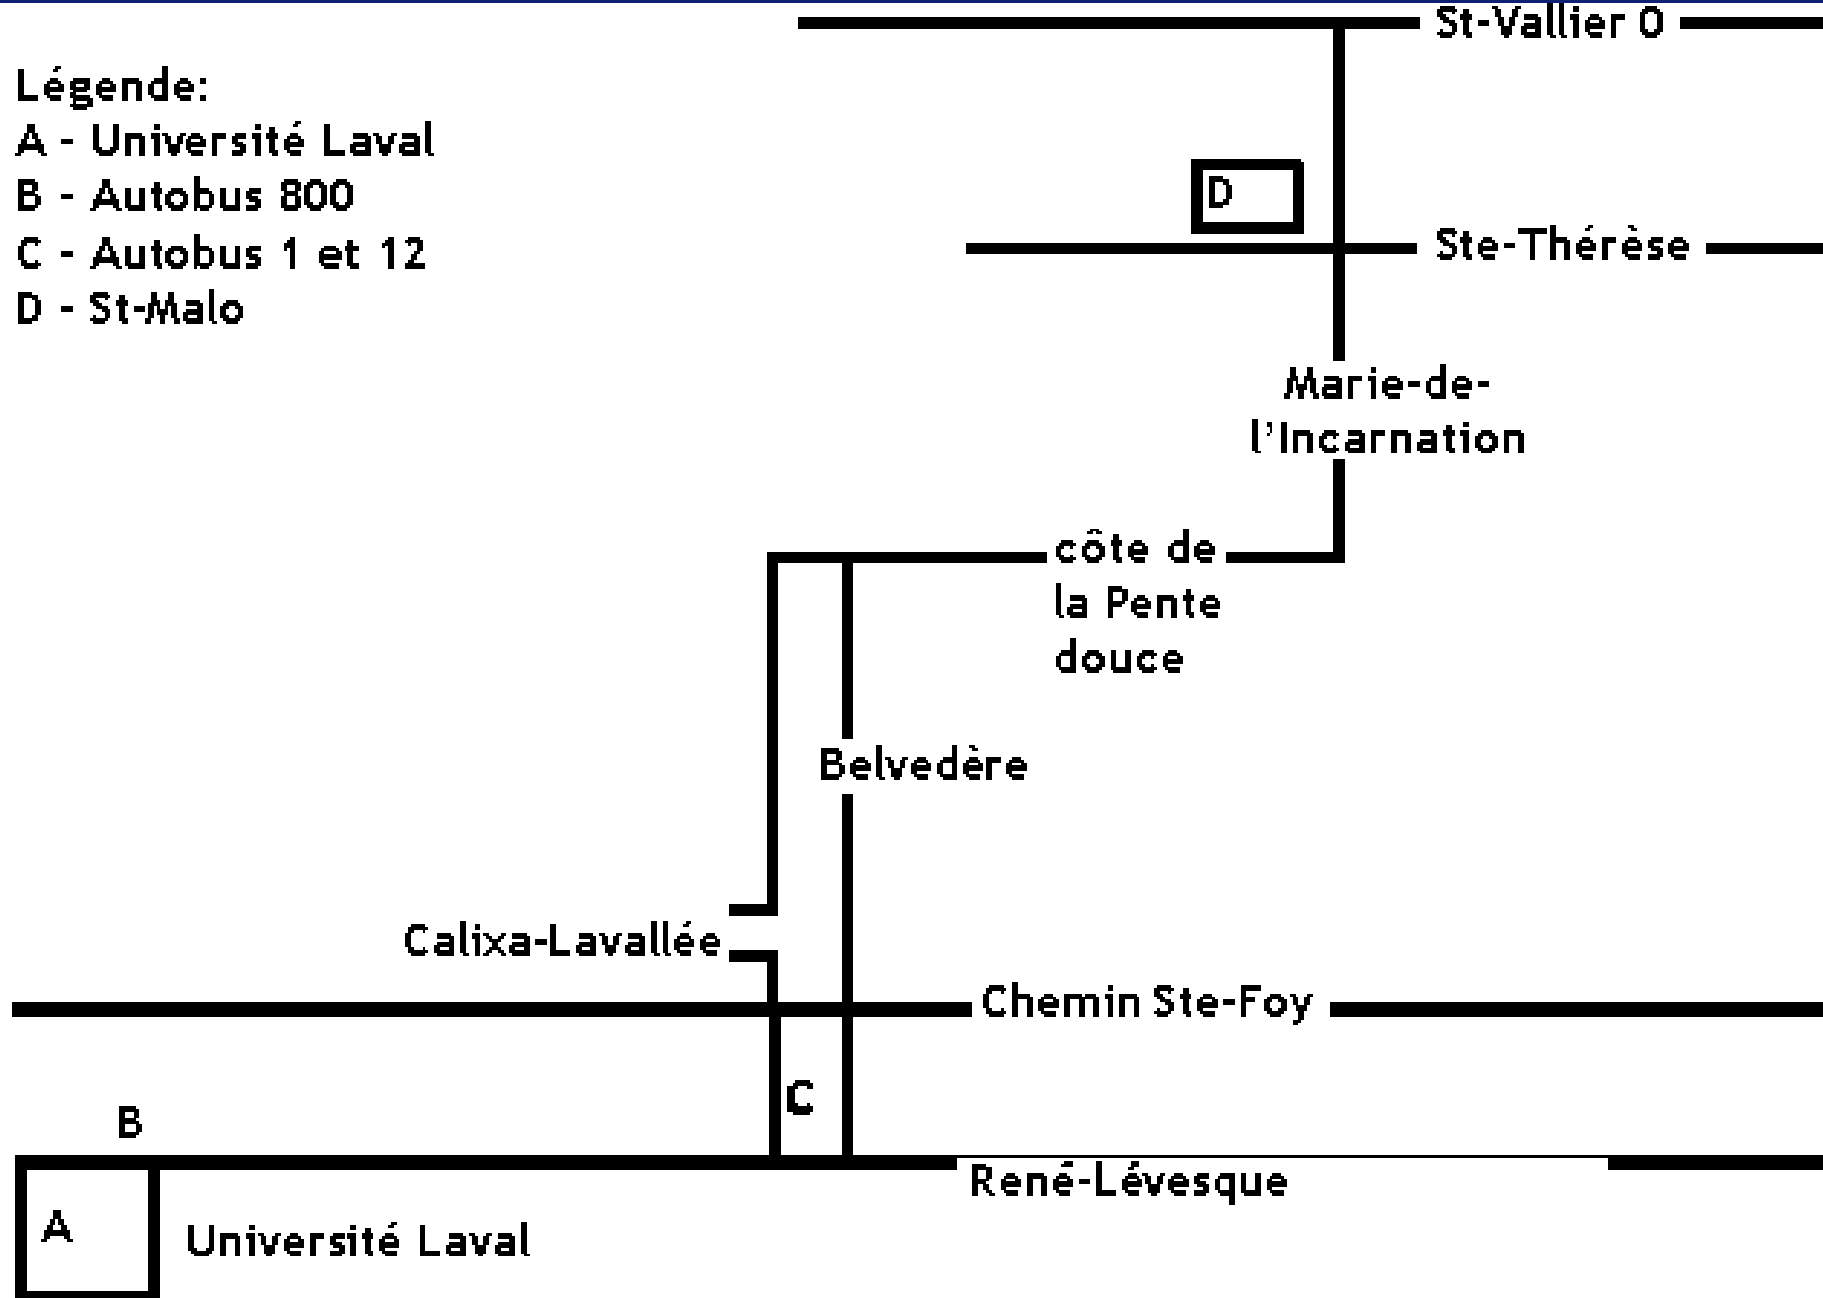 St-Vallier O
Légende:
A - Université Laval
B - Autobus 800
C - Autobus 1 et 12
D - St-Malo
D
Ste-Thérèse
Marie-de-
l'Incarnation
côte de
la Pente
douce
Belvedère
Calixa-Lavallée
Chemin Ste-Foy
C
B
René-Lévesque
A
Université Laval